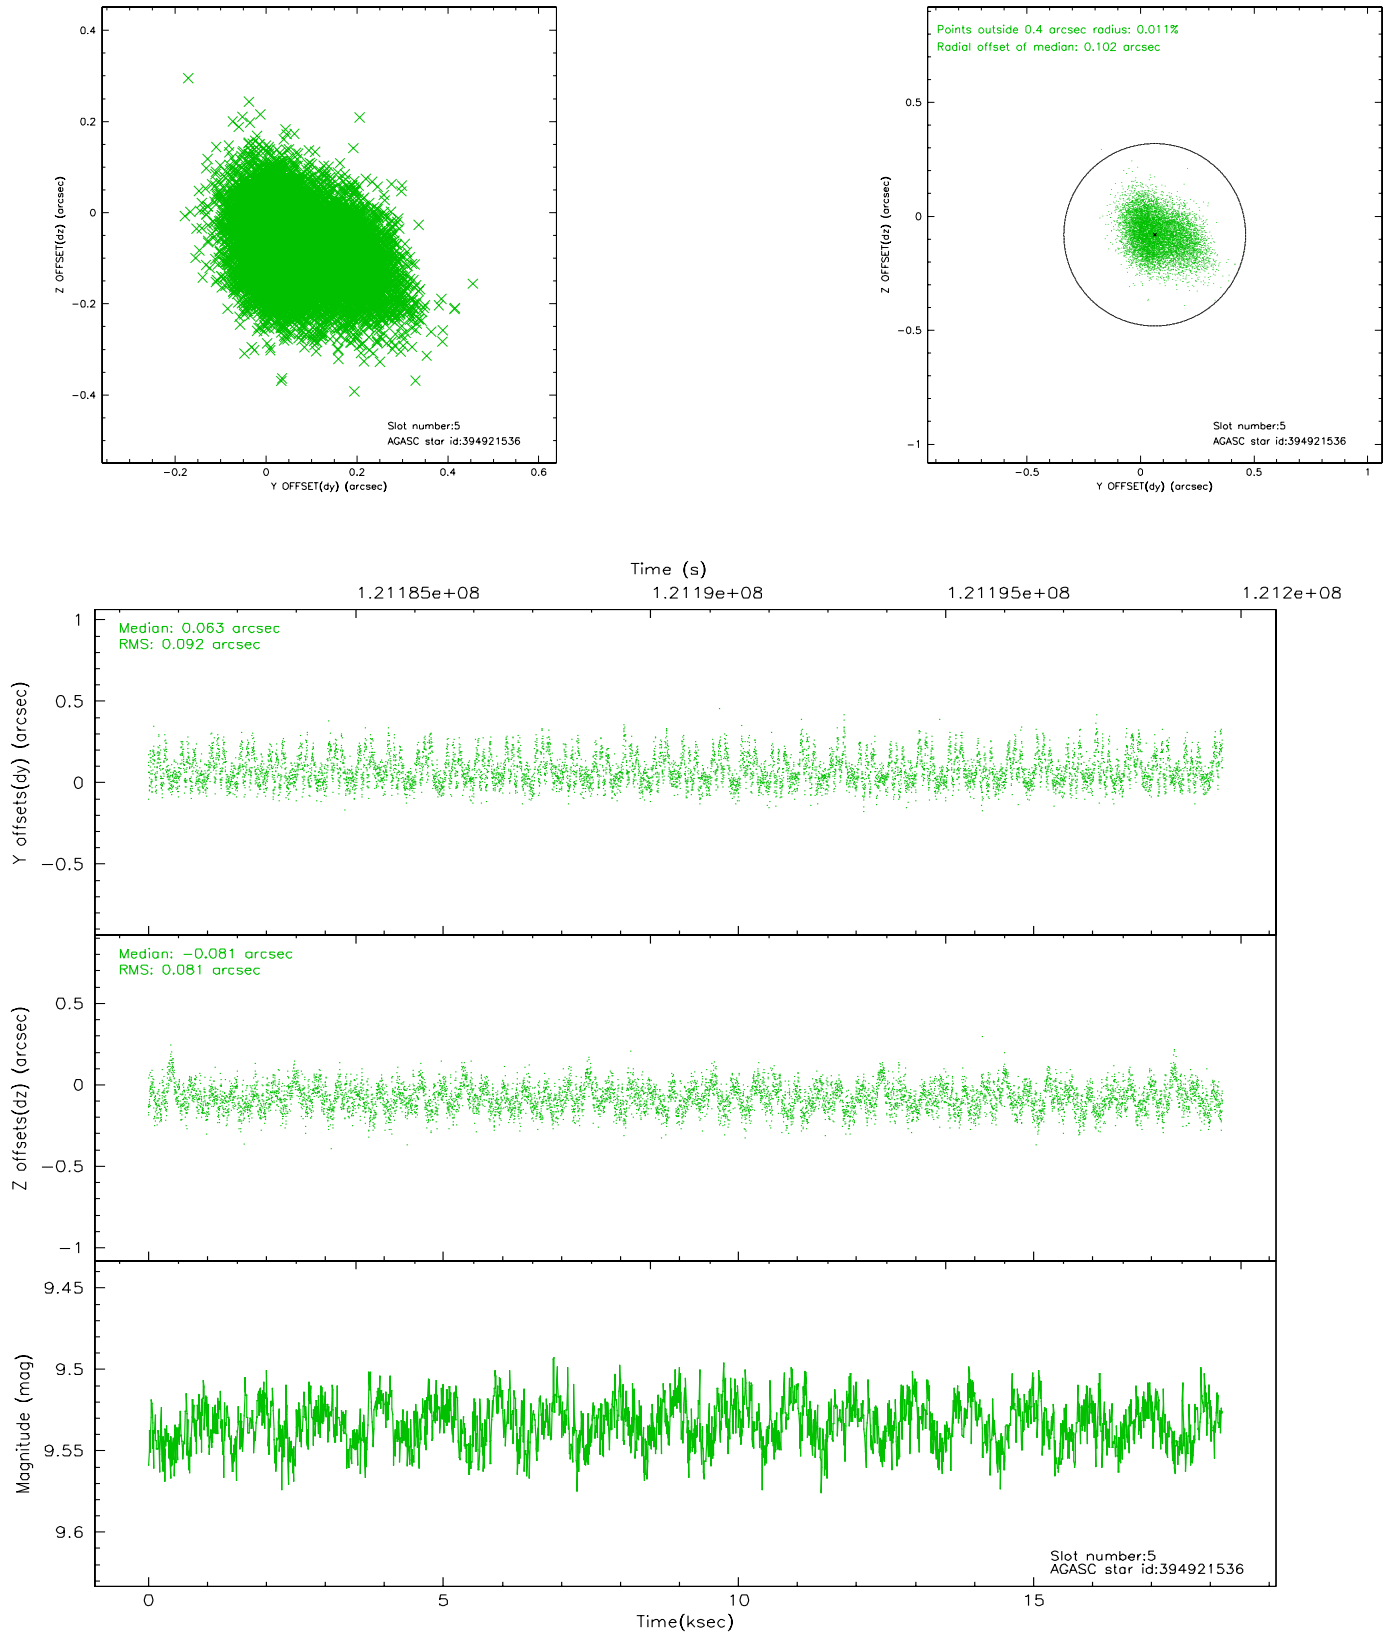 0.4
0.2
0
−0.2
−0.4
Z OFFSET(dz) (arcsec)
Slot number:5
AGASC star id:394921536
−0.2 0 0.2 0.4 0.6
Y OFFSET(dy) (arcsec)
Points outside 0.4 arcsec radius: 0.011%
Radial offset of median: 0.102 arcsec
0.5
0
−0.5
−1
Z OFFSET(dz) (arcsec)
Slot number:5
AGASC star id:394921536
−0.5 0 0.5 1
Y OFFSET(dy) (arcsec)
Time (s)
1.21185e+08 1.2119e+08 1.21195e+08 1.212e+08
Median: 0.063 arcsec
RMS: 0.092 arcsec
1
0.5
0
−0.5
Y offsets(dy) (arcsec)
Median: −0.081 arcsec
RMS: 0.081 arcsec
0.5
0
−0.5
−1
Z offsets(dz) (arcsec)
9.45
9.5
9.55
9.6
Magnitude (mag)
Slot number:5
AGASC star id:394921536
0 5 10 15
Time(ksec)